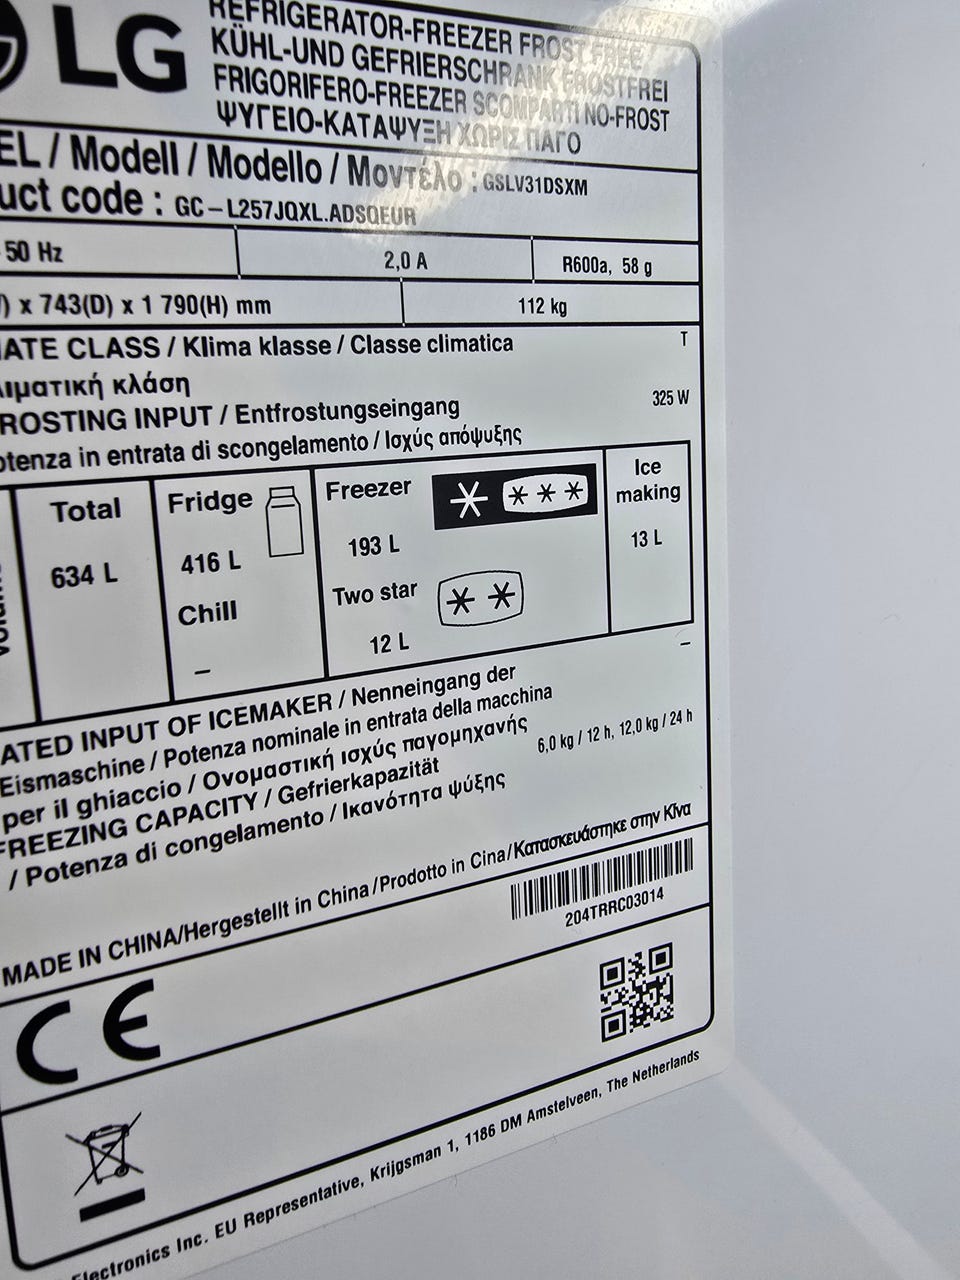 LG
REFRIGERATOR-FREEZER FROST FREE
KÜHL-UND GEFRIERSCHRANK FROSTFREI
FRIGORIFERO-FREEZER SCOMPARTI NO-FROST
ΨΥΓΕΙΟ-ΚΑΤΑΨΥΞΗ ΧΩΡΙΣ ΠΑΓΟ
EL / Modell / Modello / Μοντέλο : GSLV31DSXM
uct code : GC-L257JQXL.ADSQEUR
50 Hz 2,0 A R600a, 58 g
) x 743(D) x 1 790(H) mm 112 kg
ATE CLASS / Klima klasse / Classe climatica T
ιματική κλάση
ROSTING INPUT / Entfrostungseingang 325 W
otenza in entrata di scongelamento / Ισχύς απόψυξης
Total Fridge Freezer Ice making
634 L 416 L 193 L 13 L
Chill Two star
– 12 L
ATED INPUT OF ICEMAKER / Nenneingang der –
Eismaschine / Potenza nominale in entrata della macchina
per il ghiaccio / Ονομαστική ισχύς παγομηχανής
FREEZING CAPACITY / Gefrierkapazität 6,0 kg / 12 h, 12,0 kg / 24 h
/ Potenza di congelamento / Ικανότητα ψύξης
MADE IN CHINA/Hergestellt in China/Prodotto in Cina/Κατασκευάστηκε στην Κίνα
204TRRC03014
CE
Electronics Inc. EU Representative, Krijgsman 1, 1186 DM Amstelveen, The Netherlands